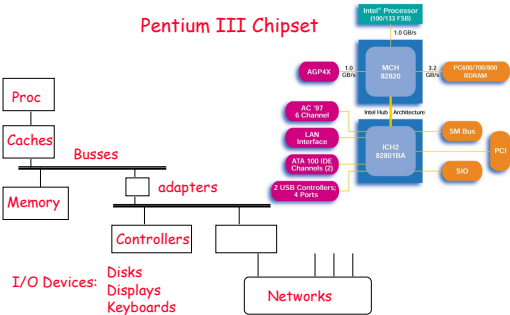 Pentium III Chipset
Intel® Processor
(100/133 FSB)
1.0 GB/s
AGP4X
1.0
GB/s
MCH
82820
3.2
GB/s
PC600/700/800
RDRAM
Intel Hub Architecture
AC '97
6 Channel
LAN
Interface
ATA 100 IDE
Channels (2)
2 USB Controllers;
4 Ports
ICH2
82801BA
SM Bus
PCI
SIO
Proc
Caches
Busses
Memory
adapters
Controllers
I/O Devices:
Disks
Displays
Keyboards
Networks